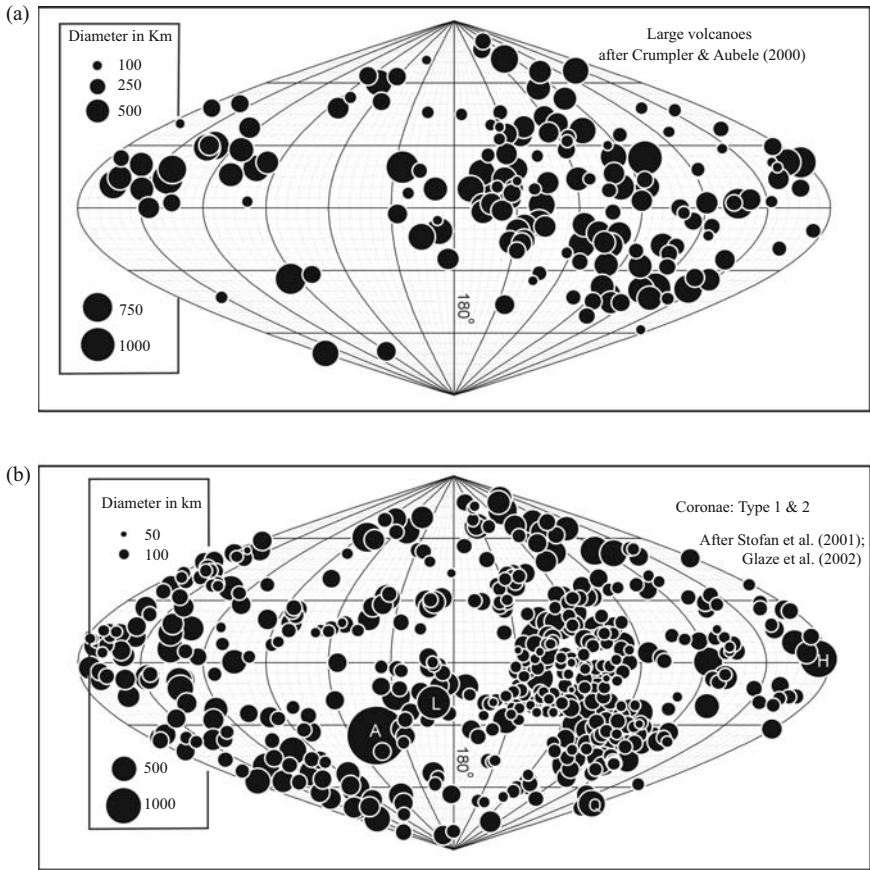 (a)
Diameter in Km
100
250
500
750
1000
Large volcanoes
after Crumpler & Aubele (2000)
180°
(b)
Diameter in km
50
100
500
1000
Coronae: Type 1 & 2
After Stofan et al. (2001);
Glaze et al. (2002)
H
L
A
180°
Q